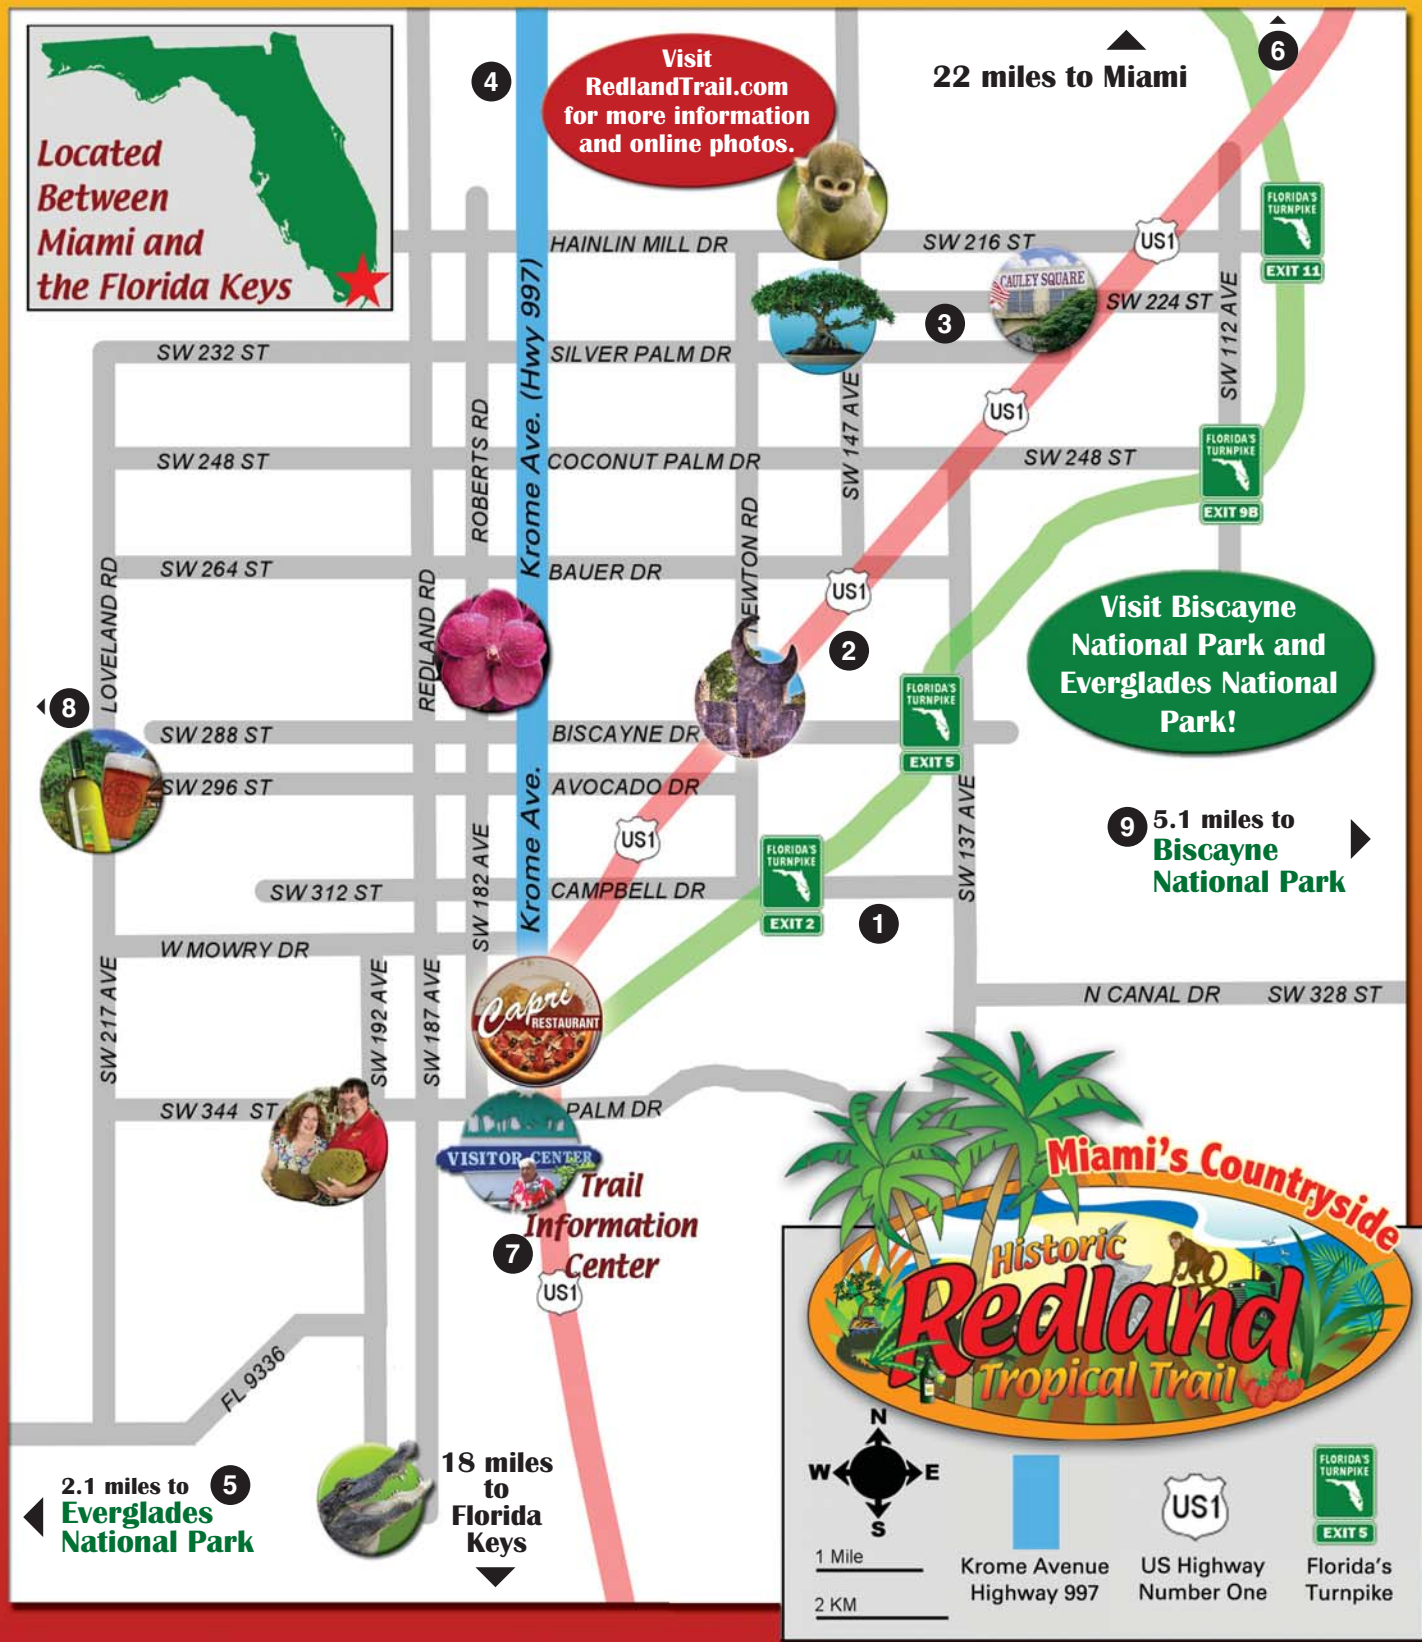 Located
Between
Miami and
the Florida Keys
4
Visit
RedlandTrail.com
for more information
and online photos.
22 miles to Miami
6
FLORIDA'S
TURNPIKE
EXIT 11
HAINLIN MILL DR
SW 216 ST
US1
CAULEY SQUARE
SW 224 ST
3
SW 112 AVE
Krome Ave. (Hwy 997)
SW 232 ST
SILVER PALM DR
SW 147 AVE
US1
ROBERTS RD
SW 248 ST
COCONUT PALM DR
SW 248 ST
FLORIDA'S
TURNPIKE
EXIT 9B
NEWTON RD
LOVELAND RD
SW 264 ST
REDLAND RD
BAUER DR
US1
2
Visit Biscayne
National Park and
Everglades National
Park!
8
FLORIDA'S
TURNPIKE
EXIT 5
SW 288 ST
BISCAYNE DR
SW 296 ST
Krome Ave.
AVOCADO DR
SW 137 AVE
US1
9
5.1 miles to
Biscayne
National Park
SW 182 AVE
FLORIDA'S
TURNPIKE
EXIT 2
SW 312 ST
CAMPBELL DR
1
W MOWRY DR
SW 217 AVE
SW 192 AVE
SW 187 AVE
Capri
RESTAURANT
N CANAL DR
SW 328 ST
SW 344 ST
PALM DR
VISITOR CENTER
Trail
Information
Center
7
US1
Miami's Countryside
Historic
Redland
Tropical Trail
FL 9336
2.1 miles to
Everglades
National Park
5
18 miles
to
Florida
Keys
N
W
E
S
1 Mile
2 KM
Krome Avenue
Highway 997
US1
US Highway
Number One
FLORIDA'S
TURNPIKE
EXIT 5
Florida's
Turnpike